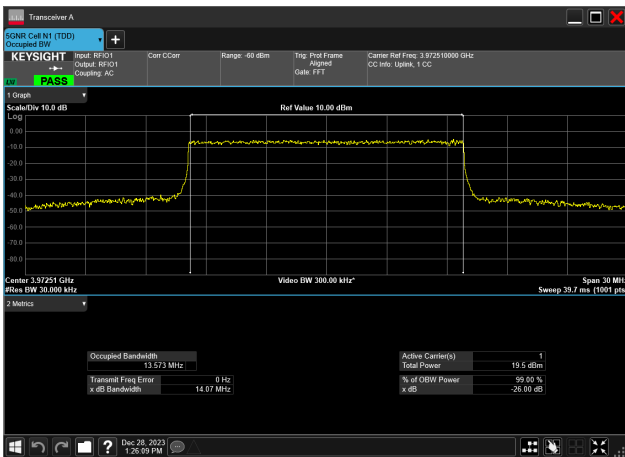 Transceiver A
5GNR Cell N1 (TDD)
Occupied BW
KEYSIGHT
LXI
PASS
Input: RFIO1
Output: RFIO1
Coupling: AC
Corr CCorr
Range: -60 dBm
Trig: Prot Frame
Aligned
Gate: FFT
Carrier Ref Freq: 3.972510000 GHz
CC Info: Uplink, 1 CC
1 Graph
Scale/Div 10.0 dB
Ref Value 10.00 dBm
Log
0.00
-10.0
-20.0
-30.0
-40.0
-50.0
-60.0
-70.0
-80.0
Center 3.97251 GHz
Video BW 300.00 kHz*
Span 30 MHz
#Res BW 30.000 kHz
Sweep 39.7 ms (1001 pts
2 Metrics
Occupied Bandwidth
13.573 MHz
Transmit Freq Error 0 Hz
x dB Bandwidth 14.07 MHz
Active Carrier(s) 1
Total Power 19.5 dBm
% of OBW Power 99.00 %
x dB -26.00 dB
?
Dec 28, 2023
1:26:09 PM